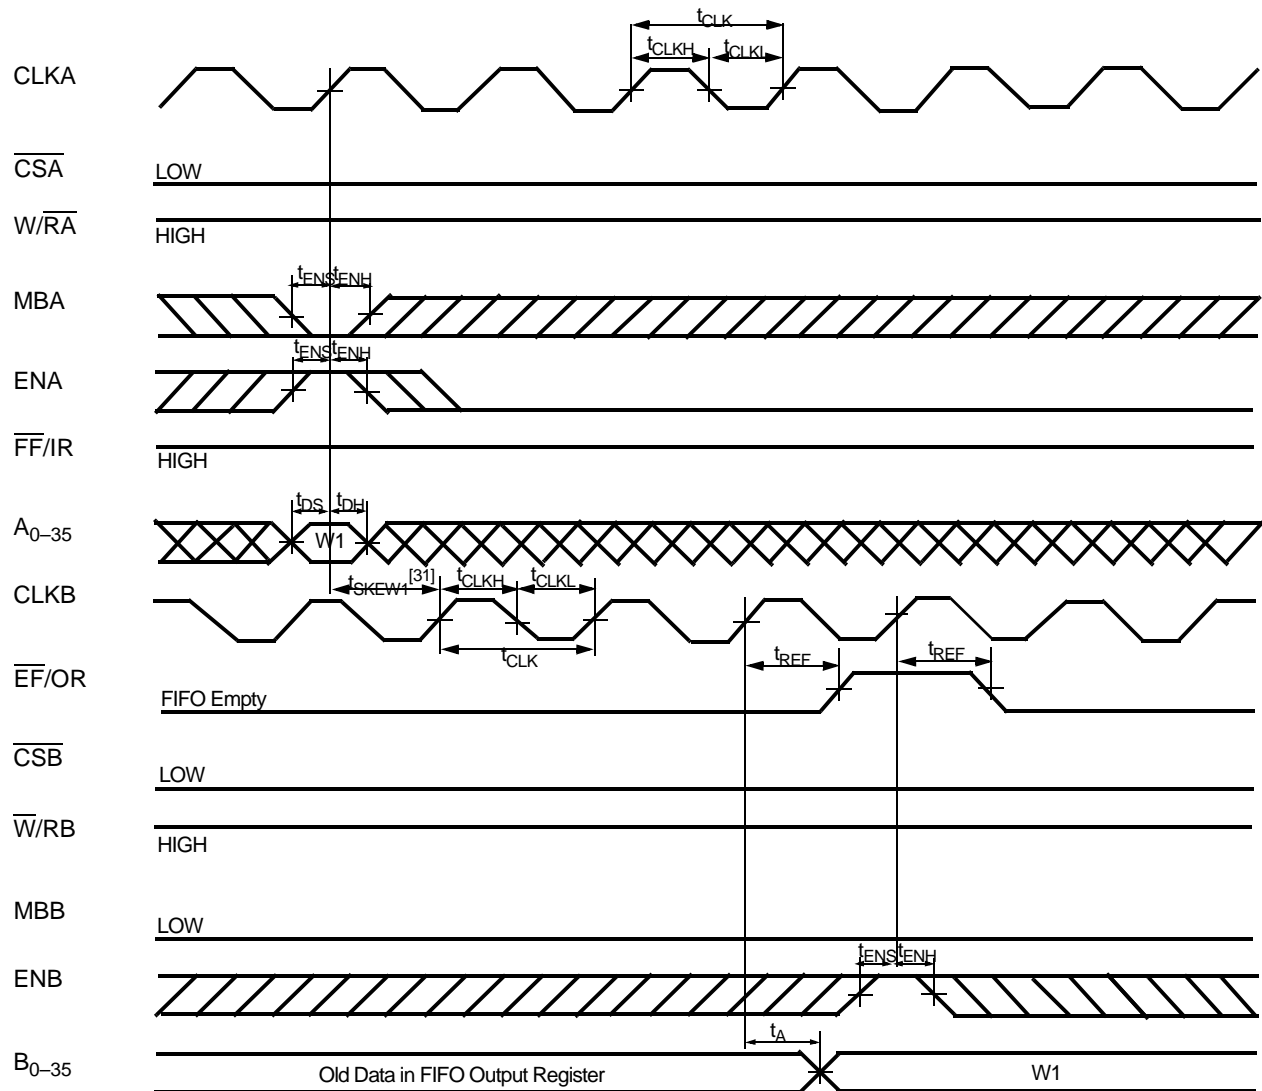 tCLK
tCLKH tCLKL
CLKA
CSA
LOW
W/RA
HIGH
tENS tENH
MBA
tENS tENH
ENA
FF/IR
HIGH
tDS tDH
A0–35
W1
tSKEW1[31] tCLKH tCLKL
CLKB
tCLK
tREF tREF
EF/OR
FIFO Empty
CSB
LOW
W/RB
HIGH
MBB
LOW
tENS tENH
ENB
tA
B0–35
Old Data in FIFO Output Register W1